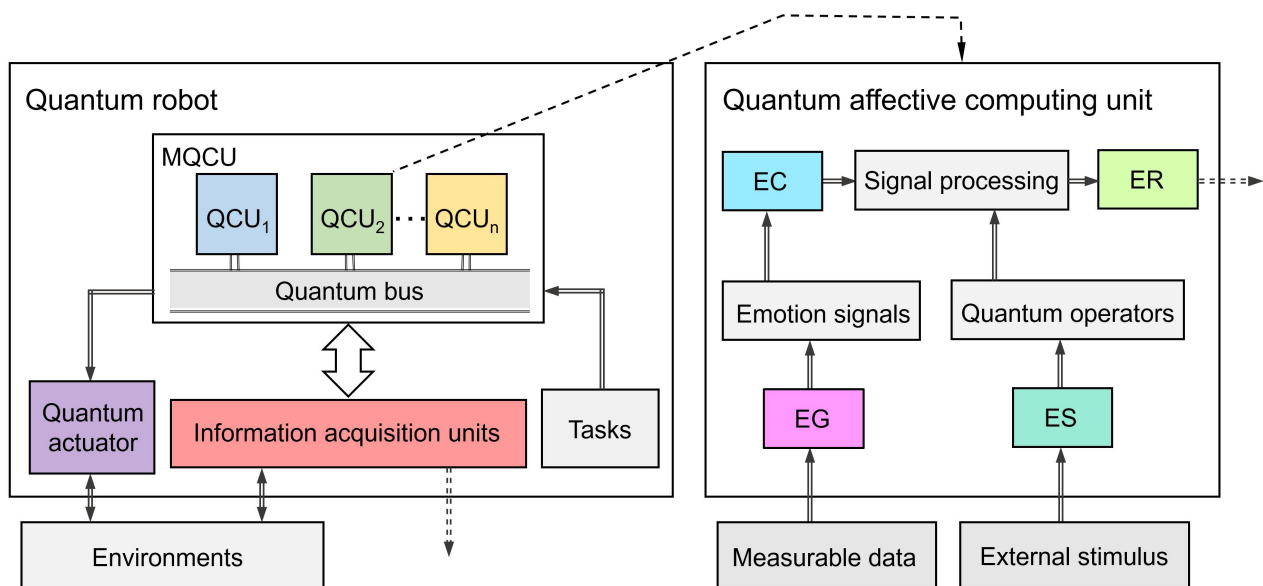 Quantum robot
MQCU
QCU1
QCU2
QCUn
Quantum bus
Quantum
actuator
Information acquisition units
Tasks
Environments
Quantum affective computing unit
EC
Signal processing
ER
Emotion signals
Quantum operators
EG
ES
Measurable data
External stimulus